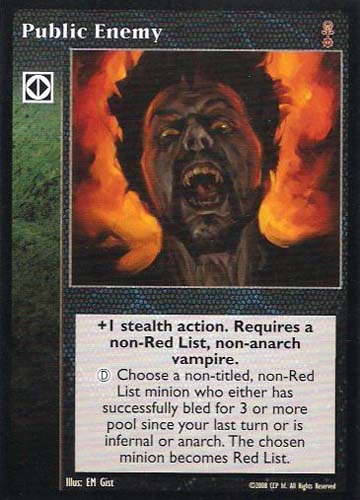 Public Enemy
+1 stealth action. Requires a
non-Red List, non-anarch
vampire.
Ⓓ Choose a non-titled, non-Red
List minion who either has
successfully bled for 3 or more
pool since your last turn or is
infernal or anarch. The chosen
minion becomes Red List.
Illus: EM Gist
©2008 CCP hf. All Rights Reserved